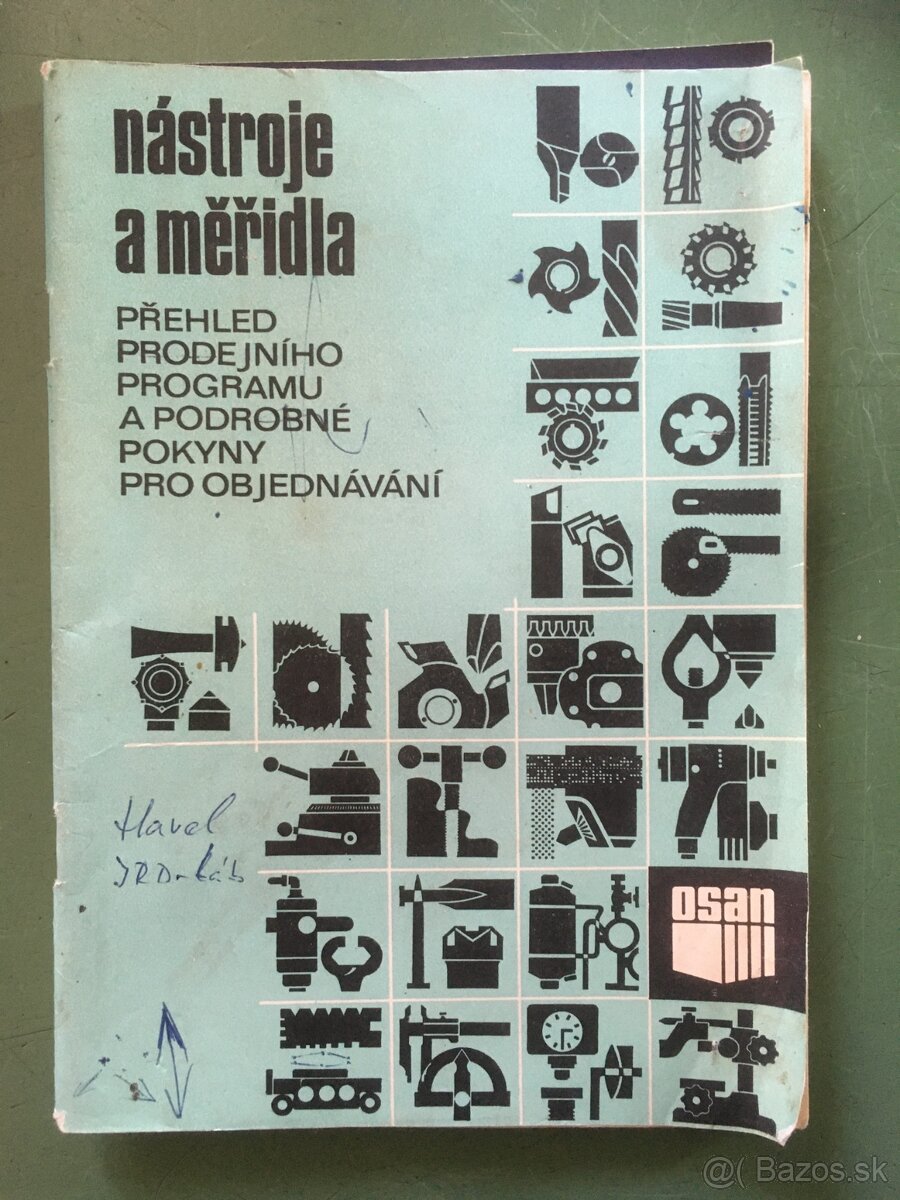 nástroje
a měřidla
PŘEHLED
PRODEJNÍHO
PROGRAMU
A PODROBNÉ
POKYNY
PRO OBJEDNÁVÁNÍ
Havel
osan
@( Bazos.sk